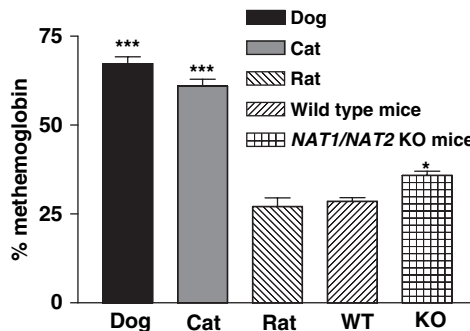 % methemoglobin
75
50
25
0
***
***
*
Dog
Cat
Rat
Wild type mice
NAT1/NAT2 KO mice
Dog Cat Rat WT KO